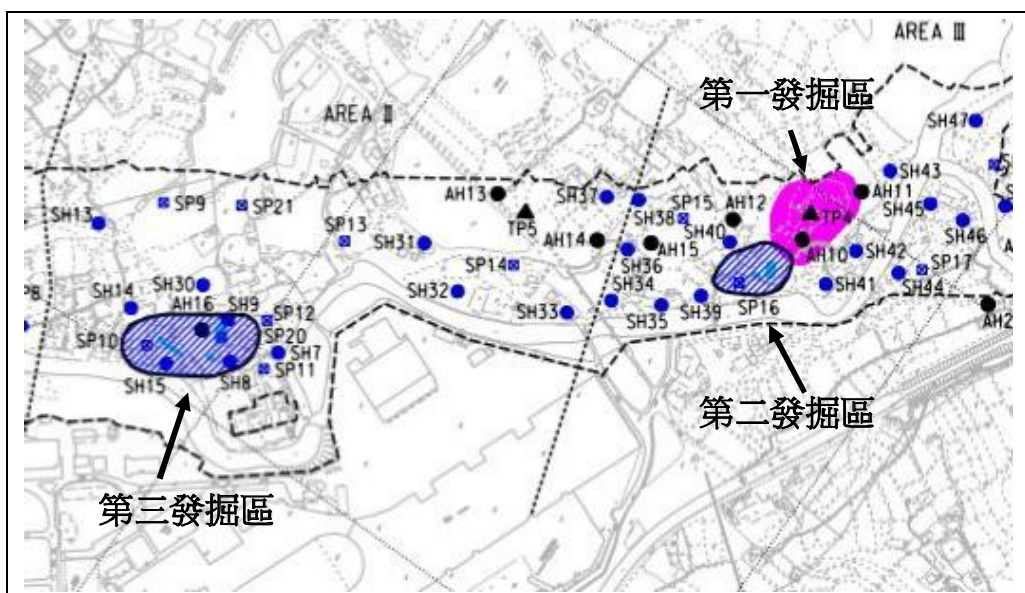 AREA III
第一發掘區
AREA II
SH47
SH43
AH13
SH37
AH11
SP9
SP21
SP15
AH12
SH45
SH13
SP13
TP5
SH38
TP4
SH31
AH14
SH40
SH46
AH15
AH10
SH42
SH36
SP14
SP17
SH30
SH32
SH34
SH41
SH44
P8
SH14
AH16
SH9
SP12
SH33
SH35
SH39
SP16
AH2
SP10
SP20
SH7
SP11
SH15
SH8
第二發掘區
第三發掘區